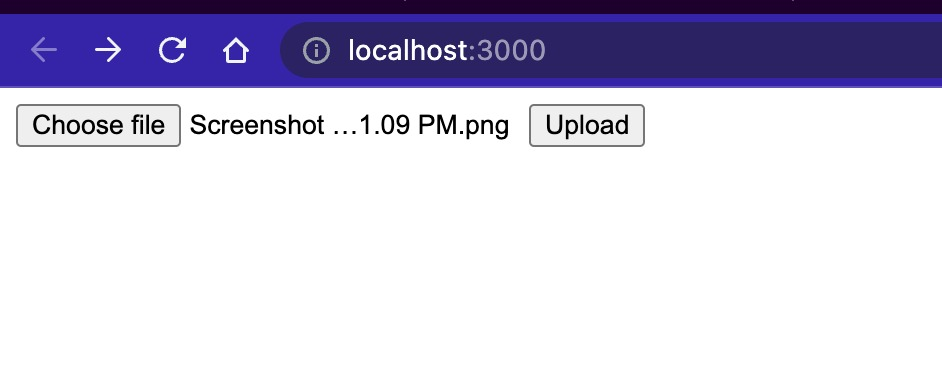 localhost:3000
Choose file Screenshot …1.09 PM.png Upload